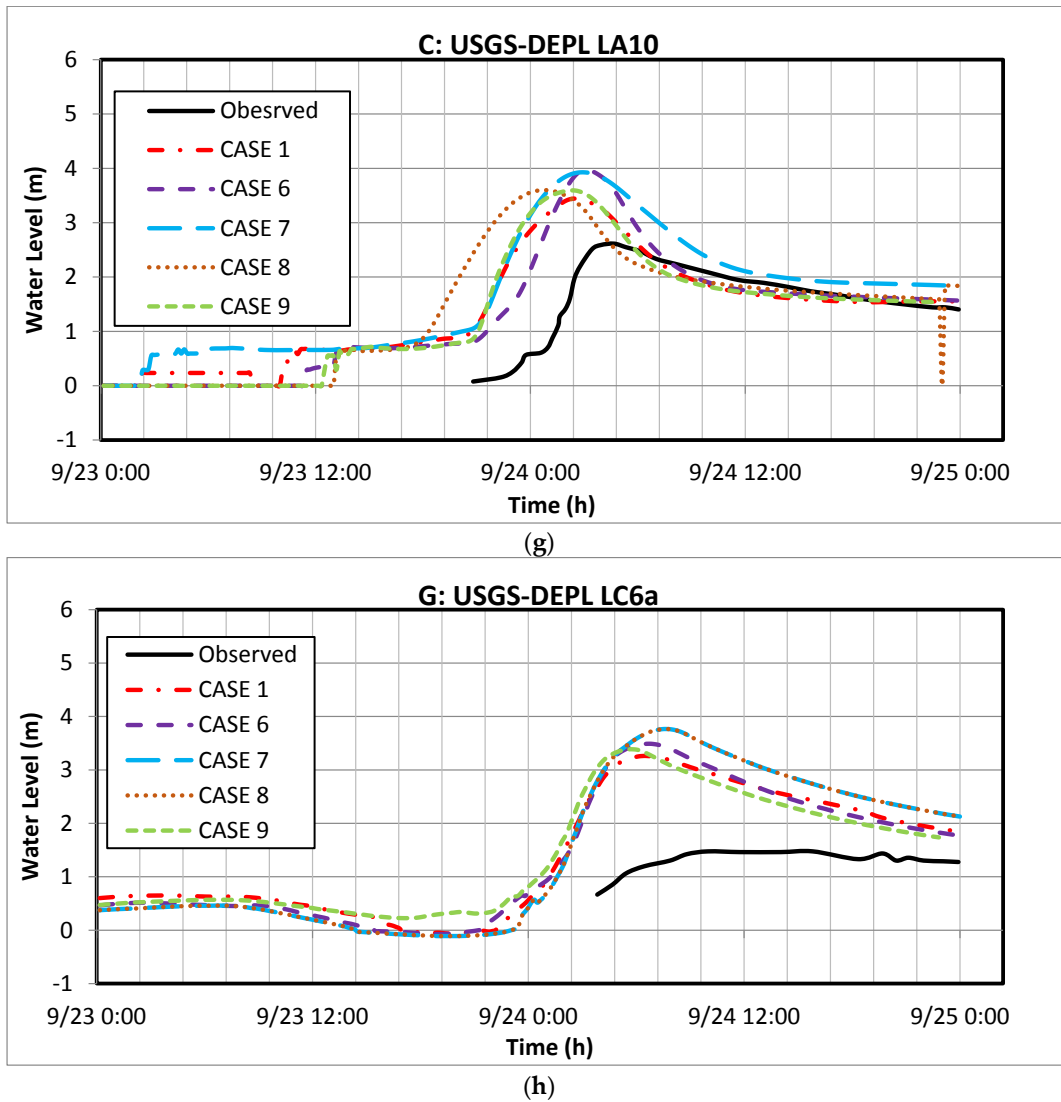 C: USGS-DEPL LA10
6
5
4
3
2
1
0
-1
Water Level (m)
Obesrved
CASE 1
CASE 6
CASE 7
CASE 8
CASE 9
9/23 0:00 9/23 12:00 9/24 0:00 9/24 12:00 9/25 0:00
Time (h)
(g)
G: USGS-DEPL LC6a
6
5
4
3
2
1
0
-1
Water Level (m)
Observed
CASE 1
CASE 6
CASE 7
CASE 8
CASE 9
9/23 0:00 9/23 12:00 9/24 0:00 9/24 12:00 9/25 0:00
Time (h)
(h)